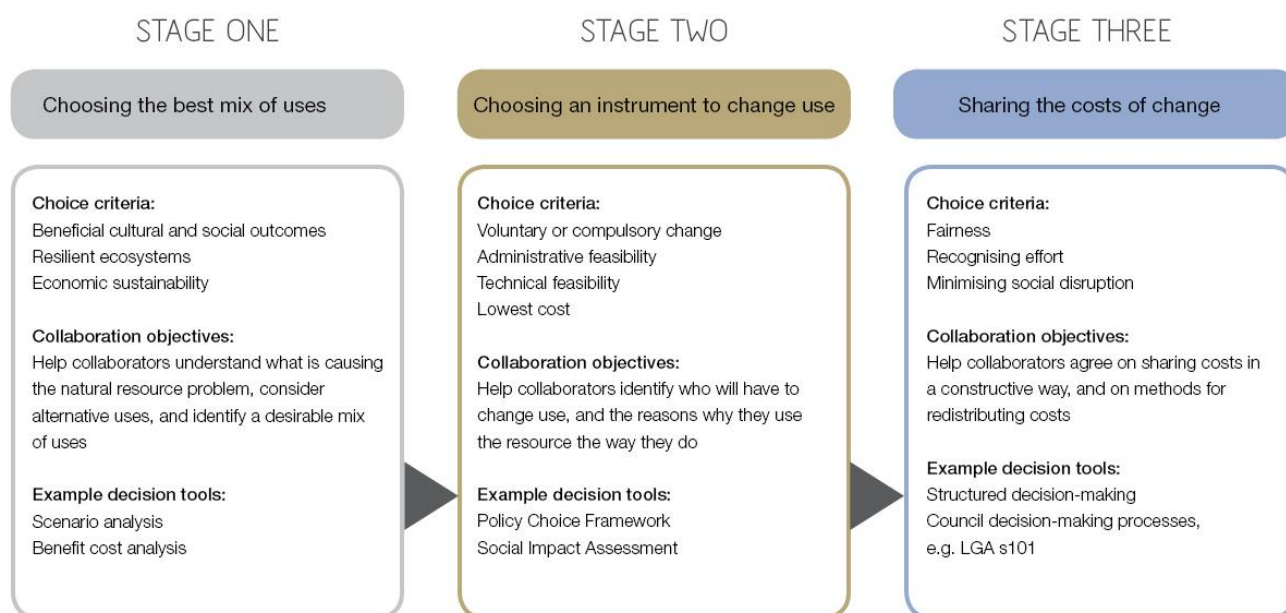 STAGE ONE
Choosing the best mix of uses
Choice criteria:
Beneficial cultural and social outcomes
Resilient ecosystems
Economic sustainability
Collaboration objectives:
Help collaborators understand what is causing
the natural resource problem, consider
alternative uses, and identify a desirable mix
of uses
Example decision tools:
Scenario analysis
Benefit cost analysis
STAGE TWO
Choosing an instrument to change use
Choice criteria:
Voluntary or compulsory change
Administrative feasibility
Technical feasibility
Lowest cost
Collaboration objectives:
Help collaborators identify who will have to
change use, and the reasons why they use
the resource the way they do
Example decision tools:
Policy Choice Framework
Social Impact Assessment
STAGE THREE
Sharing the costs of change
Choice criteria:
Fairness
Recognising effort
Minimising social disruption
Collaboration objectives:
Help collaborators agree on sharing costs in
a constructive way, and on methods for
redistributing costs
Example decision tools:
Structured decision-making
Council decision-making processes,
e.g. LGA s101